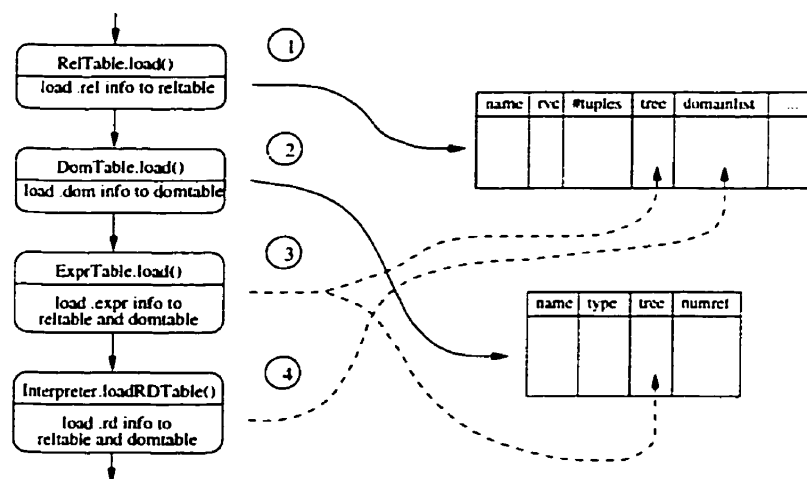 RelTable.load()
load .rel info to reltable
DomTable.load()
load .dom info to domtable
ExprTable.load()
load .expr info to
reltable and domtable
Interpreter.loadRDTable()
load .rd info to
reltable and domtable
1
2
3
4
name rvc #tuples tree domainlist ...
name type tree numref